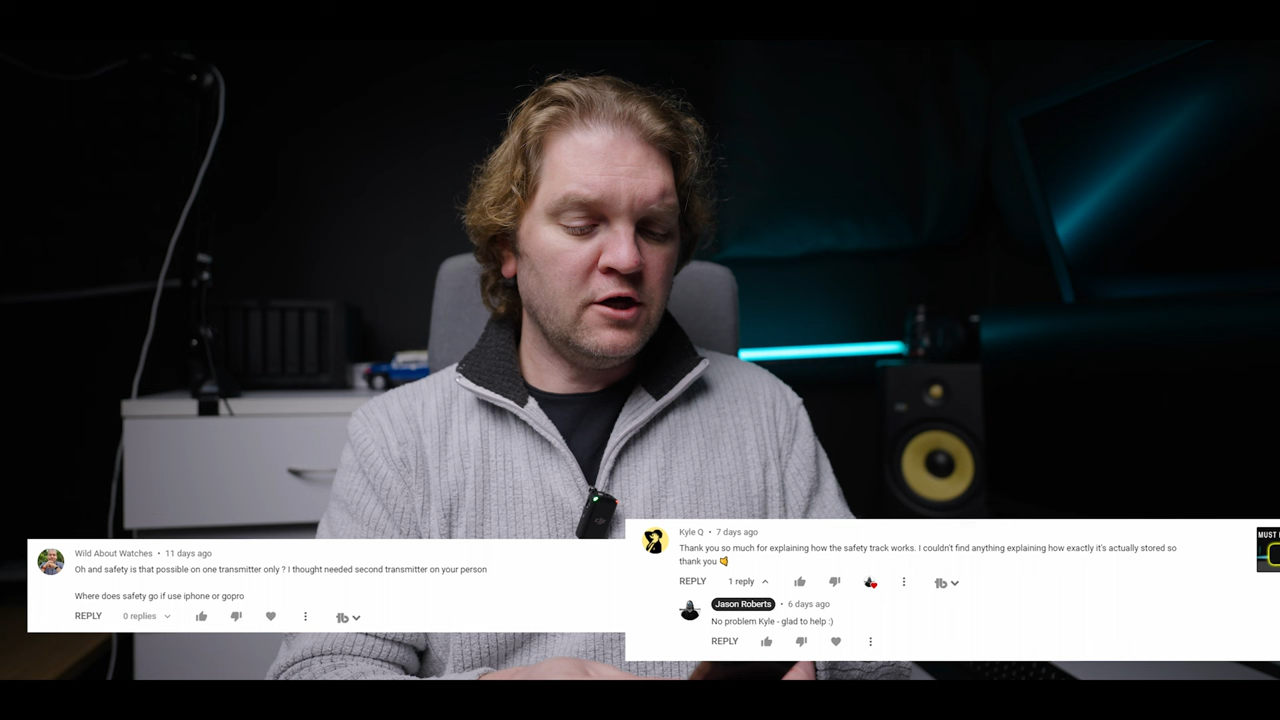 Wild About Watches • 11 days ago
Oh and safety is that possible on one transmitter only ? I thought needed second transmitter on your person
Where does safety go if use iphone or gopro
REPLY 0 replies
Kyle Q • 7 days ago
Thank you so much for explaining how the safety track works. I couldn't find anything explaining how exactly it's actually stored so
thank you
REPLY 1 reply
Jason Roberts • 6 days ago
No problem Kyle - glad to help :)
REPLY
MUST
dji